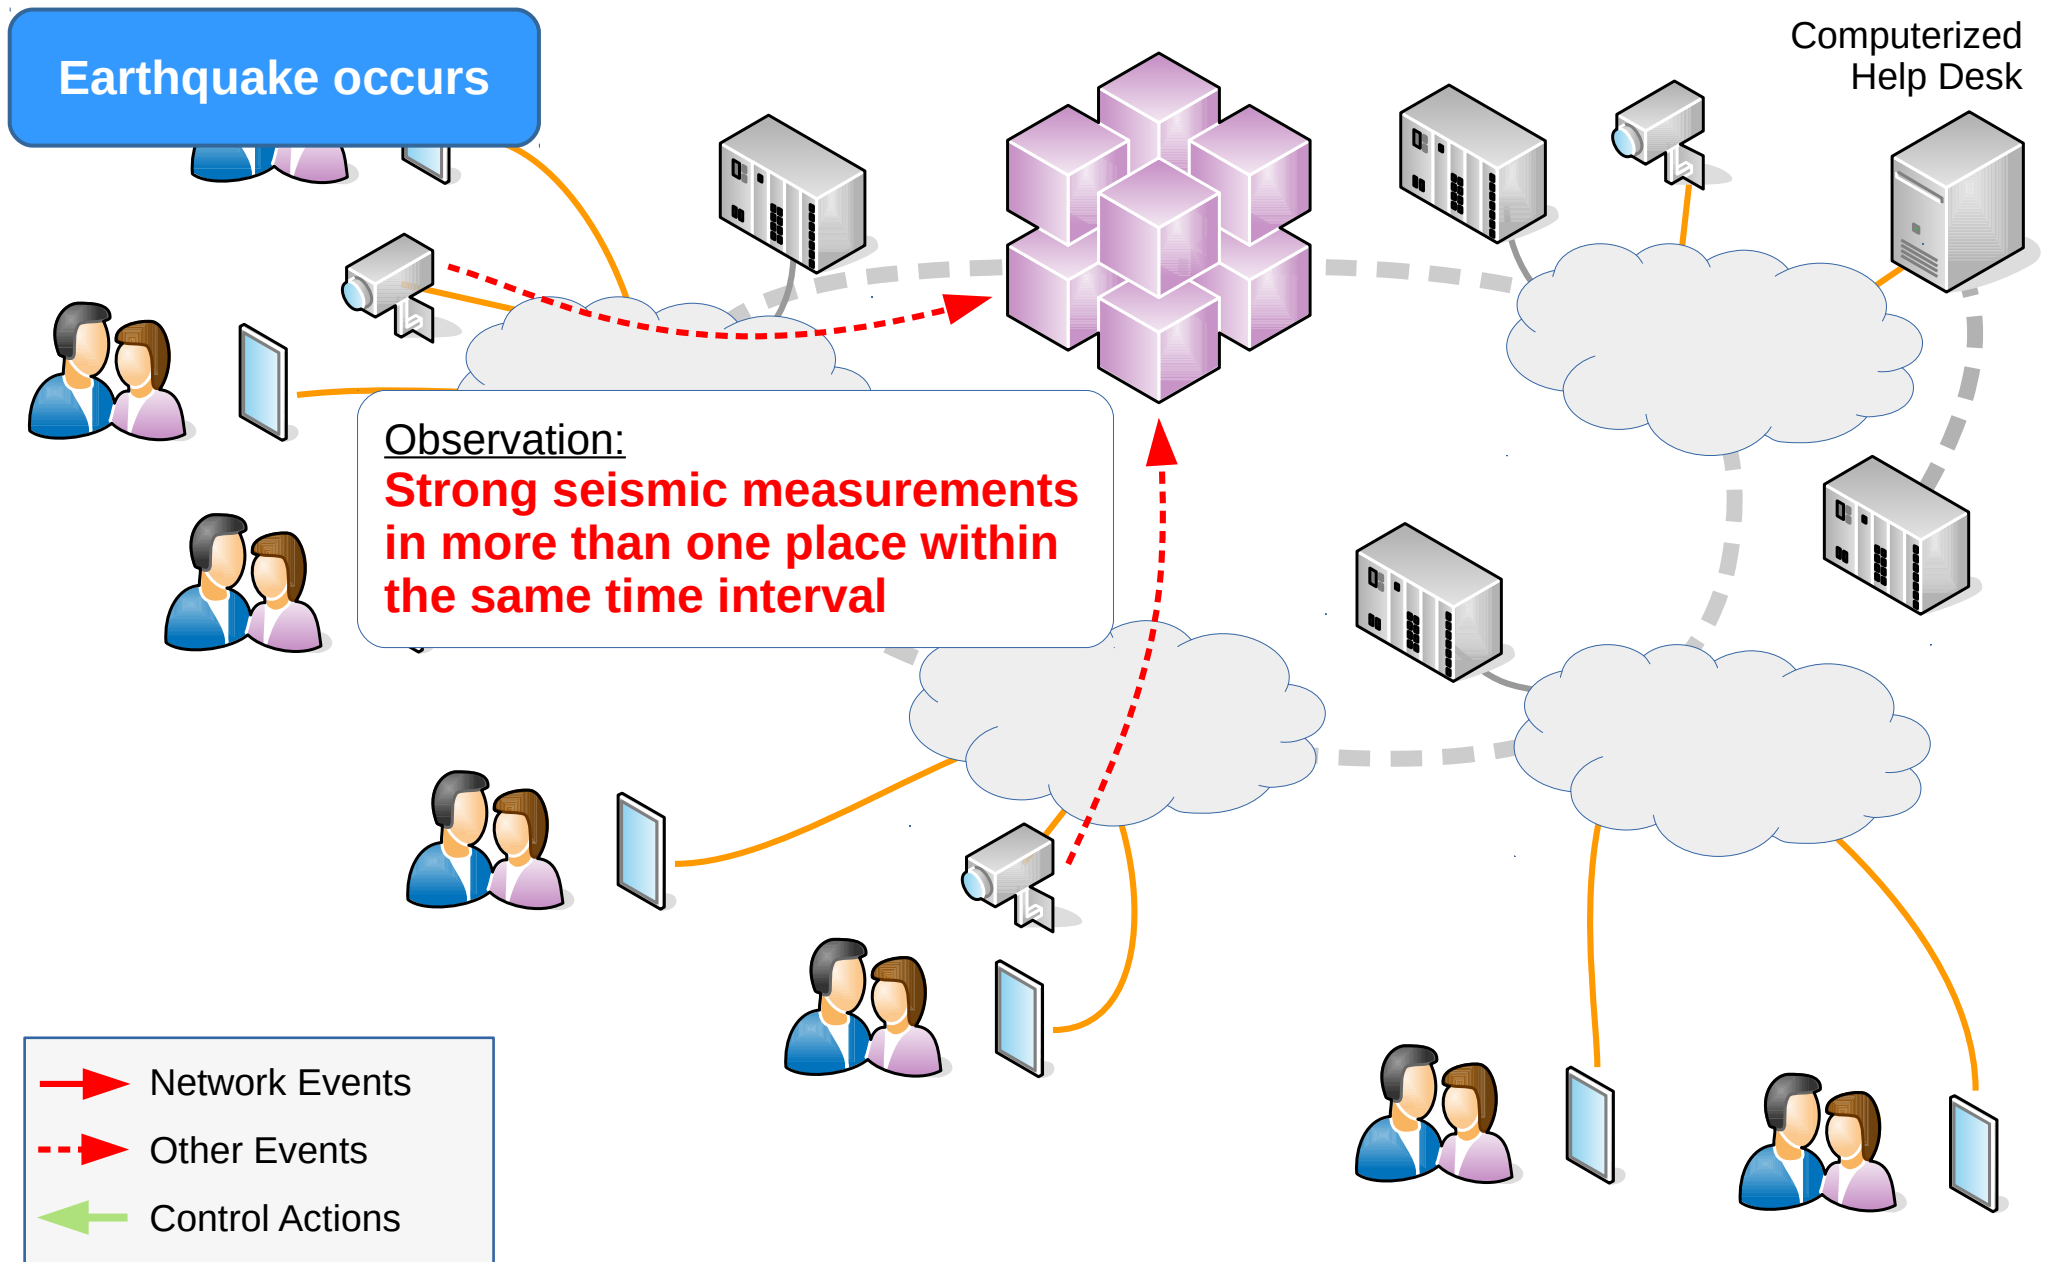 Earthquake occurs
Computerized
Help Desk
Observation:
Strong seismic measurements
in more than one place within
the same time interval
Network Events
Other Events
Control Actions